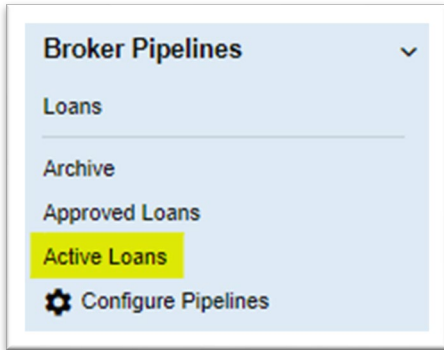 Broker Pipelines
Loans
Archive
Approved Loans
Active Loans
Configure Pipelines